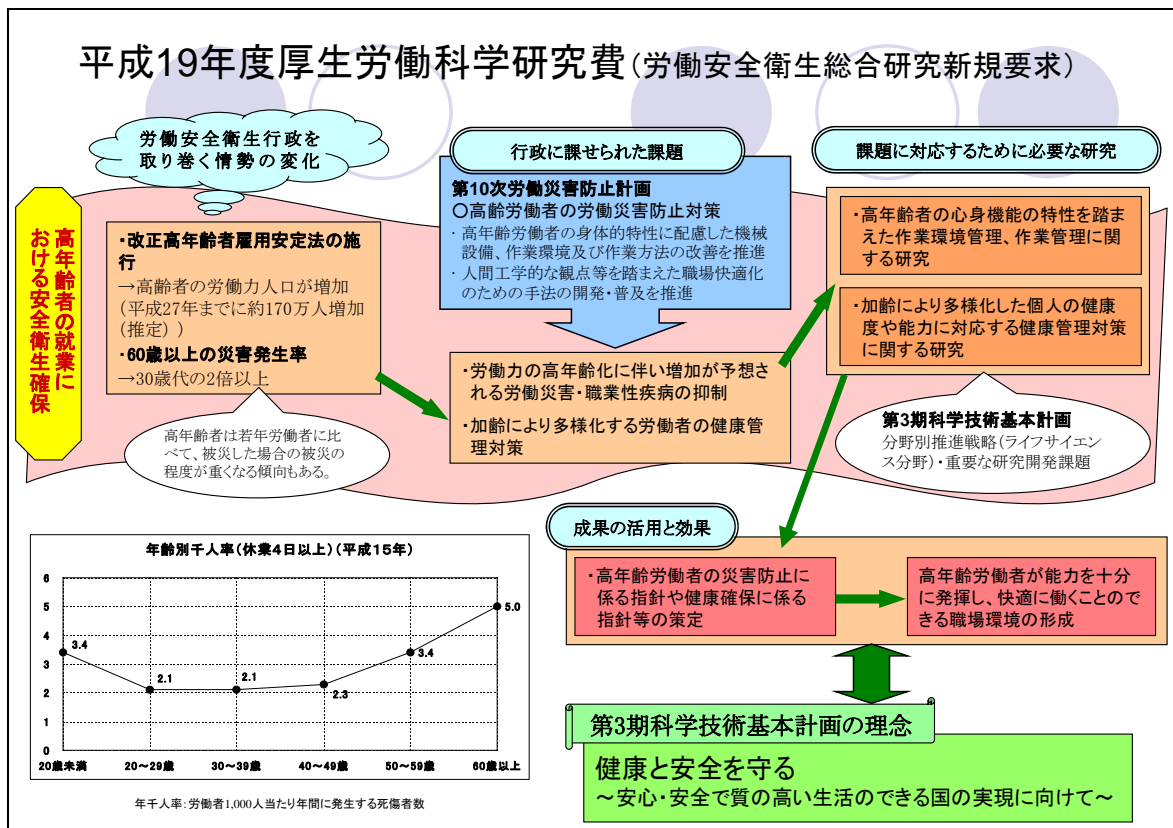 平成19年度厚生労働科学研究費(労働安全衛生総合研究新規要求)
労働安全衛生行政を
取り巻く情勢の変化
高年齢者の就業に
おける安全衛生確保
・改正高年齢者雇用安定法の施
行
→高齢者の労働力人口が増加
(平成27年までに約170万人増加
(推定) )
・60歳以上の災害発生率
→30歳代の2倍以上
高年齢者は若年労働者に比
べて、被災した場合の被災の
程度が重くなる傾向もある。
行政に課せられた課題
第10次労働災害防止計画
○高齢労働者の労働災害防止対策
・ 高年齢労働者の身体的特性に配慮した機械
設備、作業環境及び作業方法の改善を推進
・ 人間工学的な観点等を踏まえた職場快適化
のための手法の開発・普及を推進
・労働力の高年齢化に伴い増加が予想さ
れる労働災害・職業性疾病の抑制
・加齢により多様化する労働者の健康管
理対策
課題に対応するために必要な研究
・高年齢者の心身機能の特性を踏ま
えた作業環境管理、作業管理に関
する研究
・加齢により多様化した個人の健康
度や能力に対応する健康管理対策
に関する研究
第3期科学技術基本計画
分野別推進戦略(ライフサイエン
ス分野)・重要な研究開発課題
成果の活用と効果
・高年齢労働者の災害防止に
係る指針や健康確保に係る
指針等の策定
高年齢労働者が能力を十分
に発揮し、快適に働くことので
きる職場環境の形成
第3期科学技術基本計画の理念
健康と安全を守る
～安心・安全で質の高い生活のできる国の実現に向けて～
年齢別千人率(休業4日以上)(平成15年)
6
5
4
3
2
1
0
3.4
2.1
2.1
2.3
3.4
5.0
20歳未満 20～29歳 30～39歳 40～49歳 50～59歳 60歳以上
年千人率:労働者1,000人当たり年間に発生する死傷者数